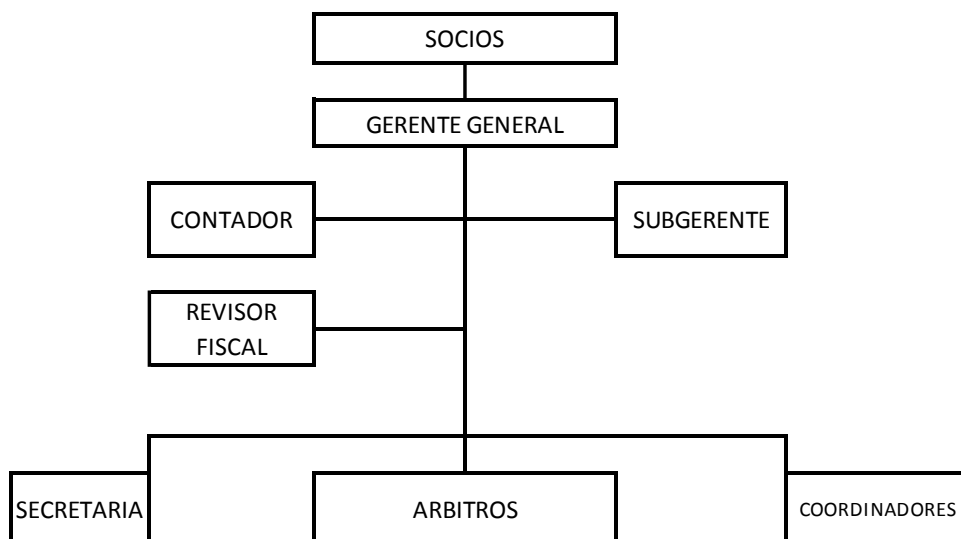 SOCIOS
GERENTE GENERAL
CONTADOR
SUBGERENTE
REVISOR
FISCAL
SECRETARIA
ARBITROS
COORDINADORES